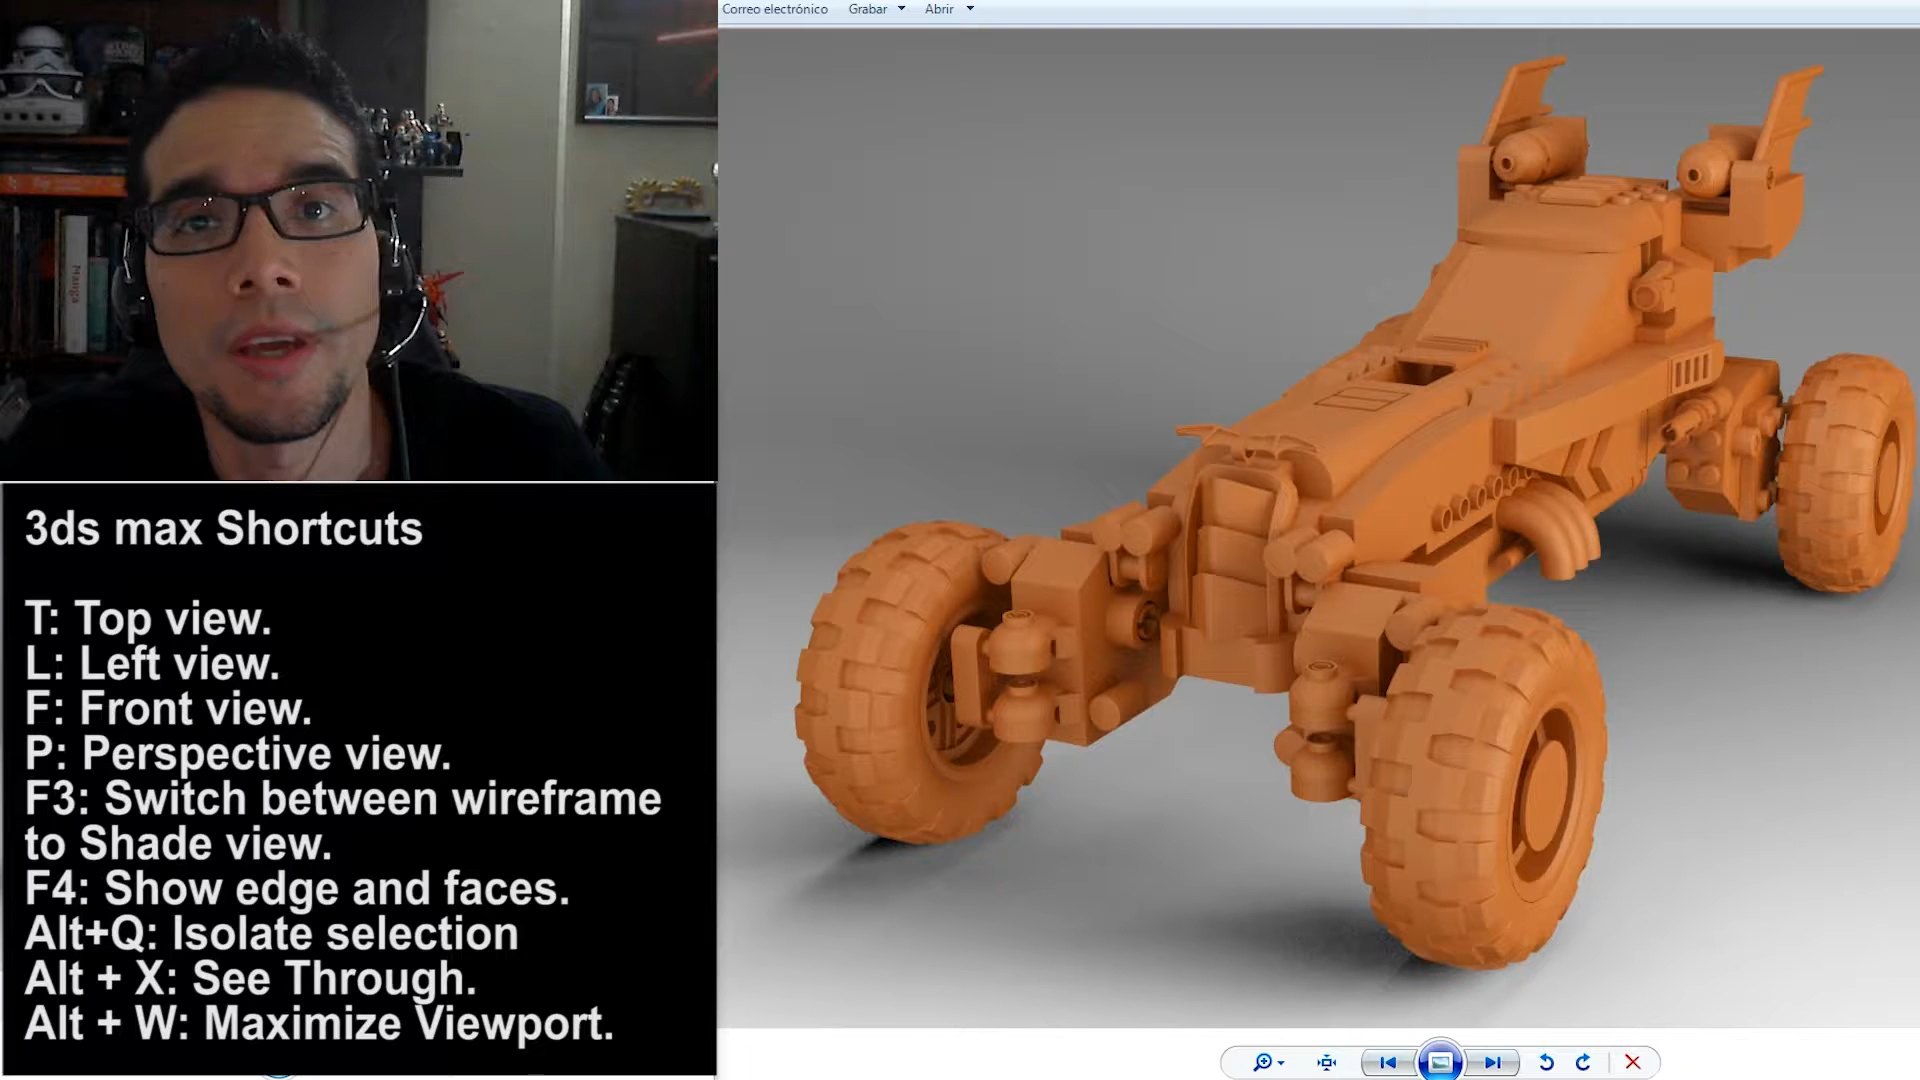 Correo electrónico Grabar Abrir
Manga
3ds max Shortcuts
T: Top view.
L: Left view.
F: Front view.
P: Perspective view.
F3: Switch between wireframe
to Shade view.
F4: Show edge and faces.
Alt+Q: Isolate selection
Alt + X: See Through.
Alt + W: Maximize Viewport.